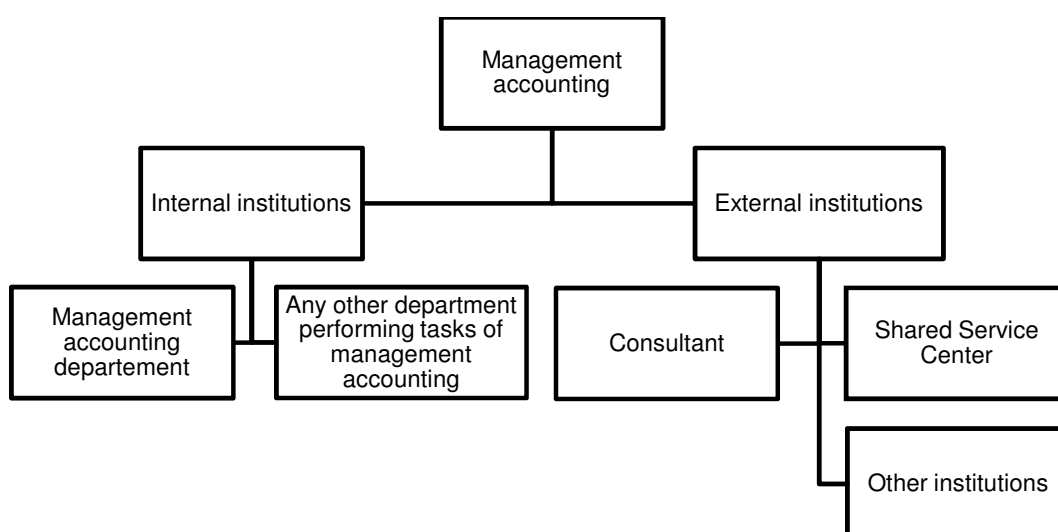 Management
accounting
Internal institutions
External institutions
Management
accounting
departement
Any other department
performing tasks of
management
accounting
Consultant
Shared Service
Center
Other institutions